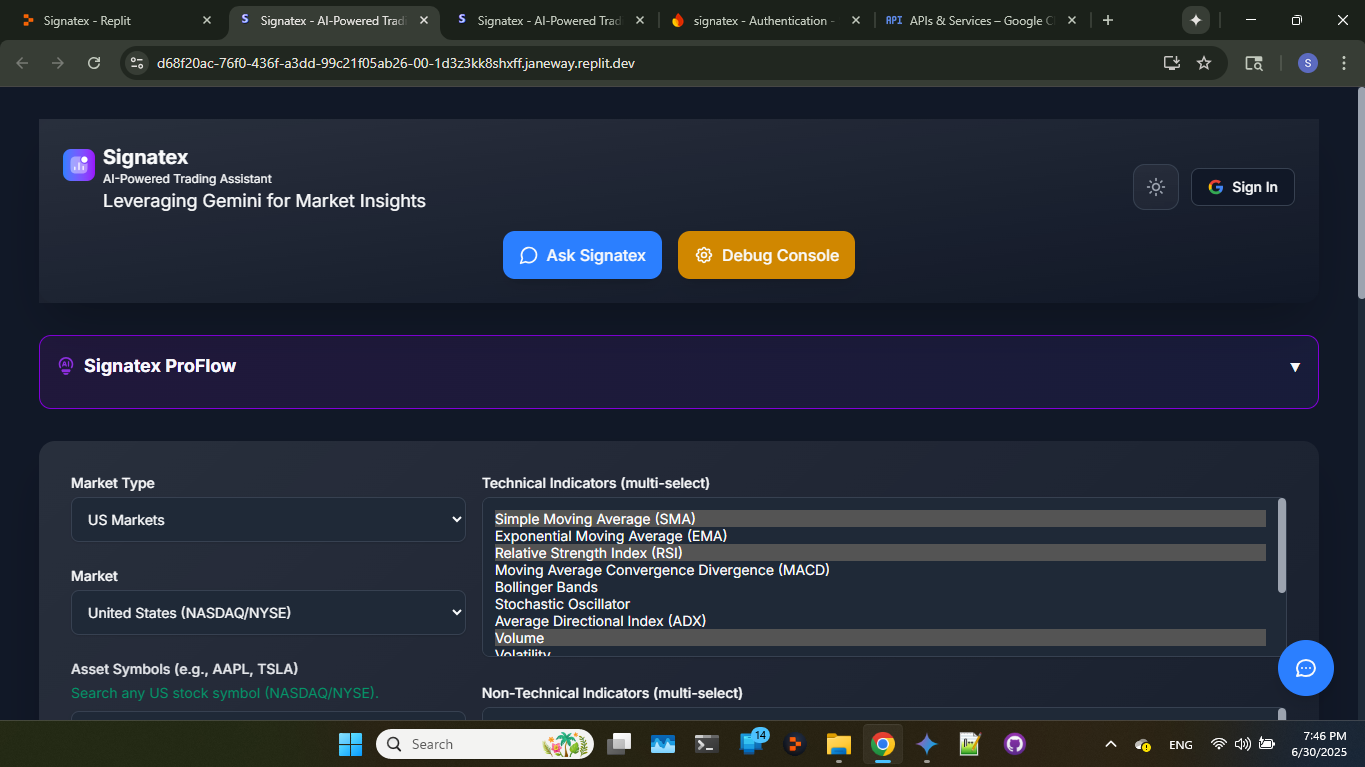 Signatex - Replit
Signatex - AI-Powered Tradi
S
Signatex - AI-Powered Trad
S
signatex - Authentication -
API APIs & Services – Google Cl
d68f20ac-76f0-436f-a3dd-99c21f05ab26-00-1d3z3kk8shxff.janeway.replit.dev
S
Signatex
AI-Powered Trading Assistant
Leveraging Gemini for Market Insights
Sign In
Ask Signatex
Debug Console
AI
Signatex ProFlow
Market Type
US Markets
Market
United States (NASDAQ/NYSE)
Asset Symbols (e.g., AAPL, TSLA)
Search any US stock symbol (NASDAQ/NYSE).
Technical Indicators (multi-select)
Simple Moving Average (SMA)
Exponential Moving Average (EMA)
Relative Strength Index (RSI)
Moving Average Convergence Divergence (MACD)
Bollinger Bands
Stochastic Oscillator
Average Directional Index (ADX)
Volume
Volatility
Non-Technical Indicators (multi-select)
Search
14
ENG
7:46 PM
6/30/2025